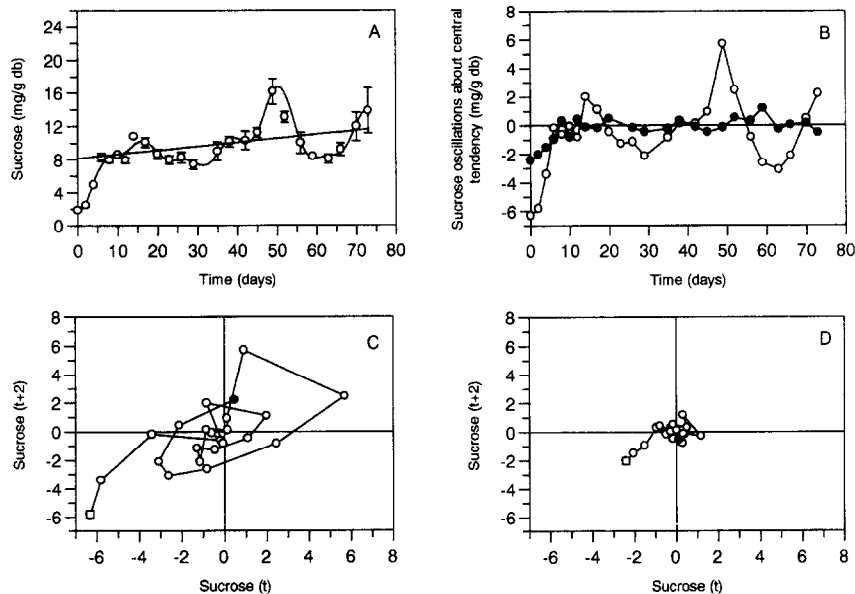 A
Sucrose (mg/g db)
24
20
16
12
8
4
0
0 10 20 30 40 50 60 70 80
Time (days)
B
Sucrose oscillations about central
tendency (mg/g db)
8
6
4
2
0
-2
-4
-6
0 10 20 30 40 50 60 70 80
Time (days)
C
Sucrose (t+2)
8
6
4
2
0
-2
-4
-6
-6 -4 -2 0 2 4 6 8
Sucrose (t)
D
Sucrose (t+2)
8
6
4
2
0
-2
-4
-6
-6 -4 -2 0 2 4 6 8
Sucrose (t)